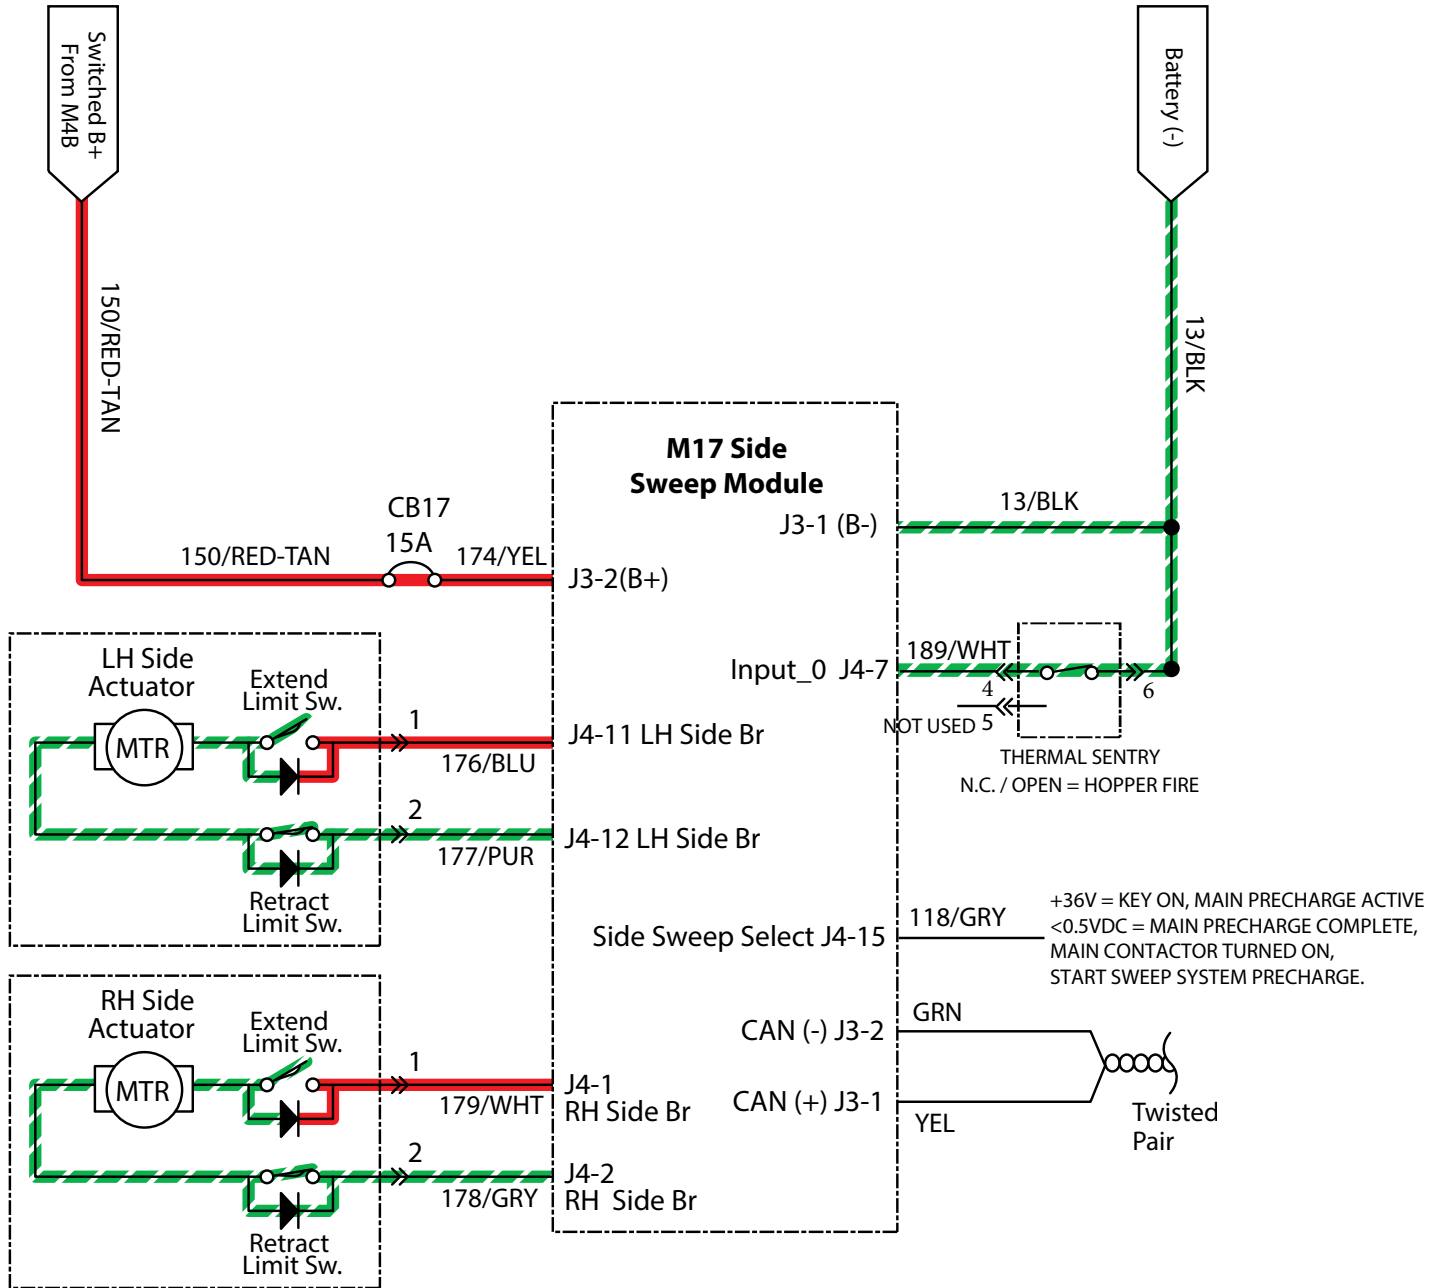 Switched B+
From M4B
Battery (-)
150/RED-TAN
13/BLK
M17 Side
Sweep Module
CB17
15A
150/RED-TAN
174/YEL
J3-2(B+)
J3-1 (B-)
13/BLK
Input_0 J4-7
189/WHT
4
6
NOT USED 5
THERMAL SENTRY
N.C. / OPEN = HOPPER FIRE
LH Side
Actuator
Extend
Limit Sw.
MTR
1
176/BLU
J4-11 LH Side Br
2
177/PUR
J4-12 LH Side Br
Retract
Limit Sw.
Side Sweep Select J4-15
118/GRY
+36V = KEY ON, MAIN PRECHARGE ACTIVE
<0.5VDC = MAIN PRECHARGE COMPLETE,
MAIN CONTACTOR TURNED ON,
START SWEEP SYSTEM PRECHARGE.
RH Side
Actuator
Extend
Limit Sw.
MTR
1
179/WHT
J4-1
RH Side Br
2
178/GRY
J4-2
RH Side Br
Retract
Limit Sw.
CAN (-) J3-2
GRN
CAN (+) J3-1
YEL
Twisted
Pair